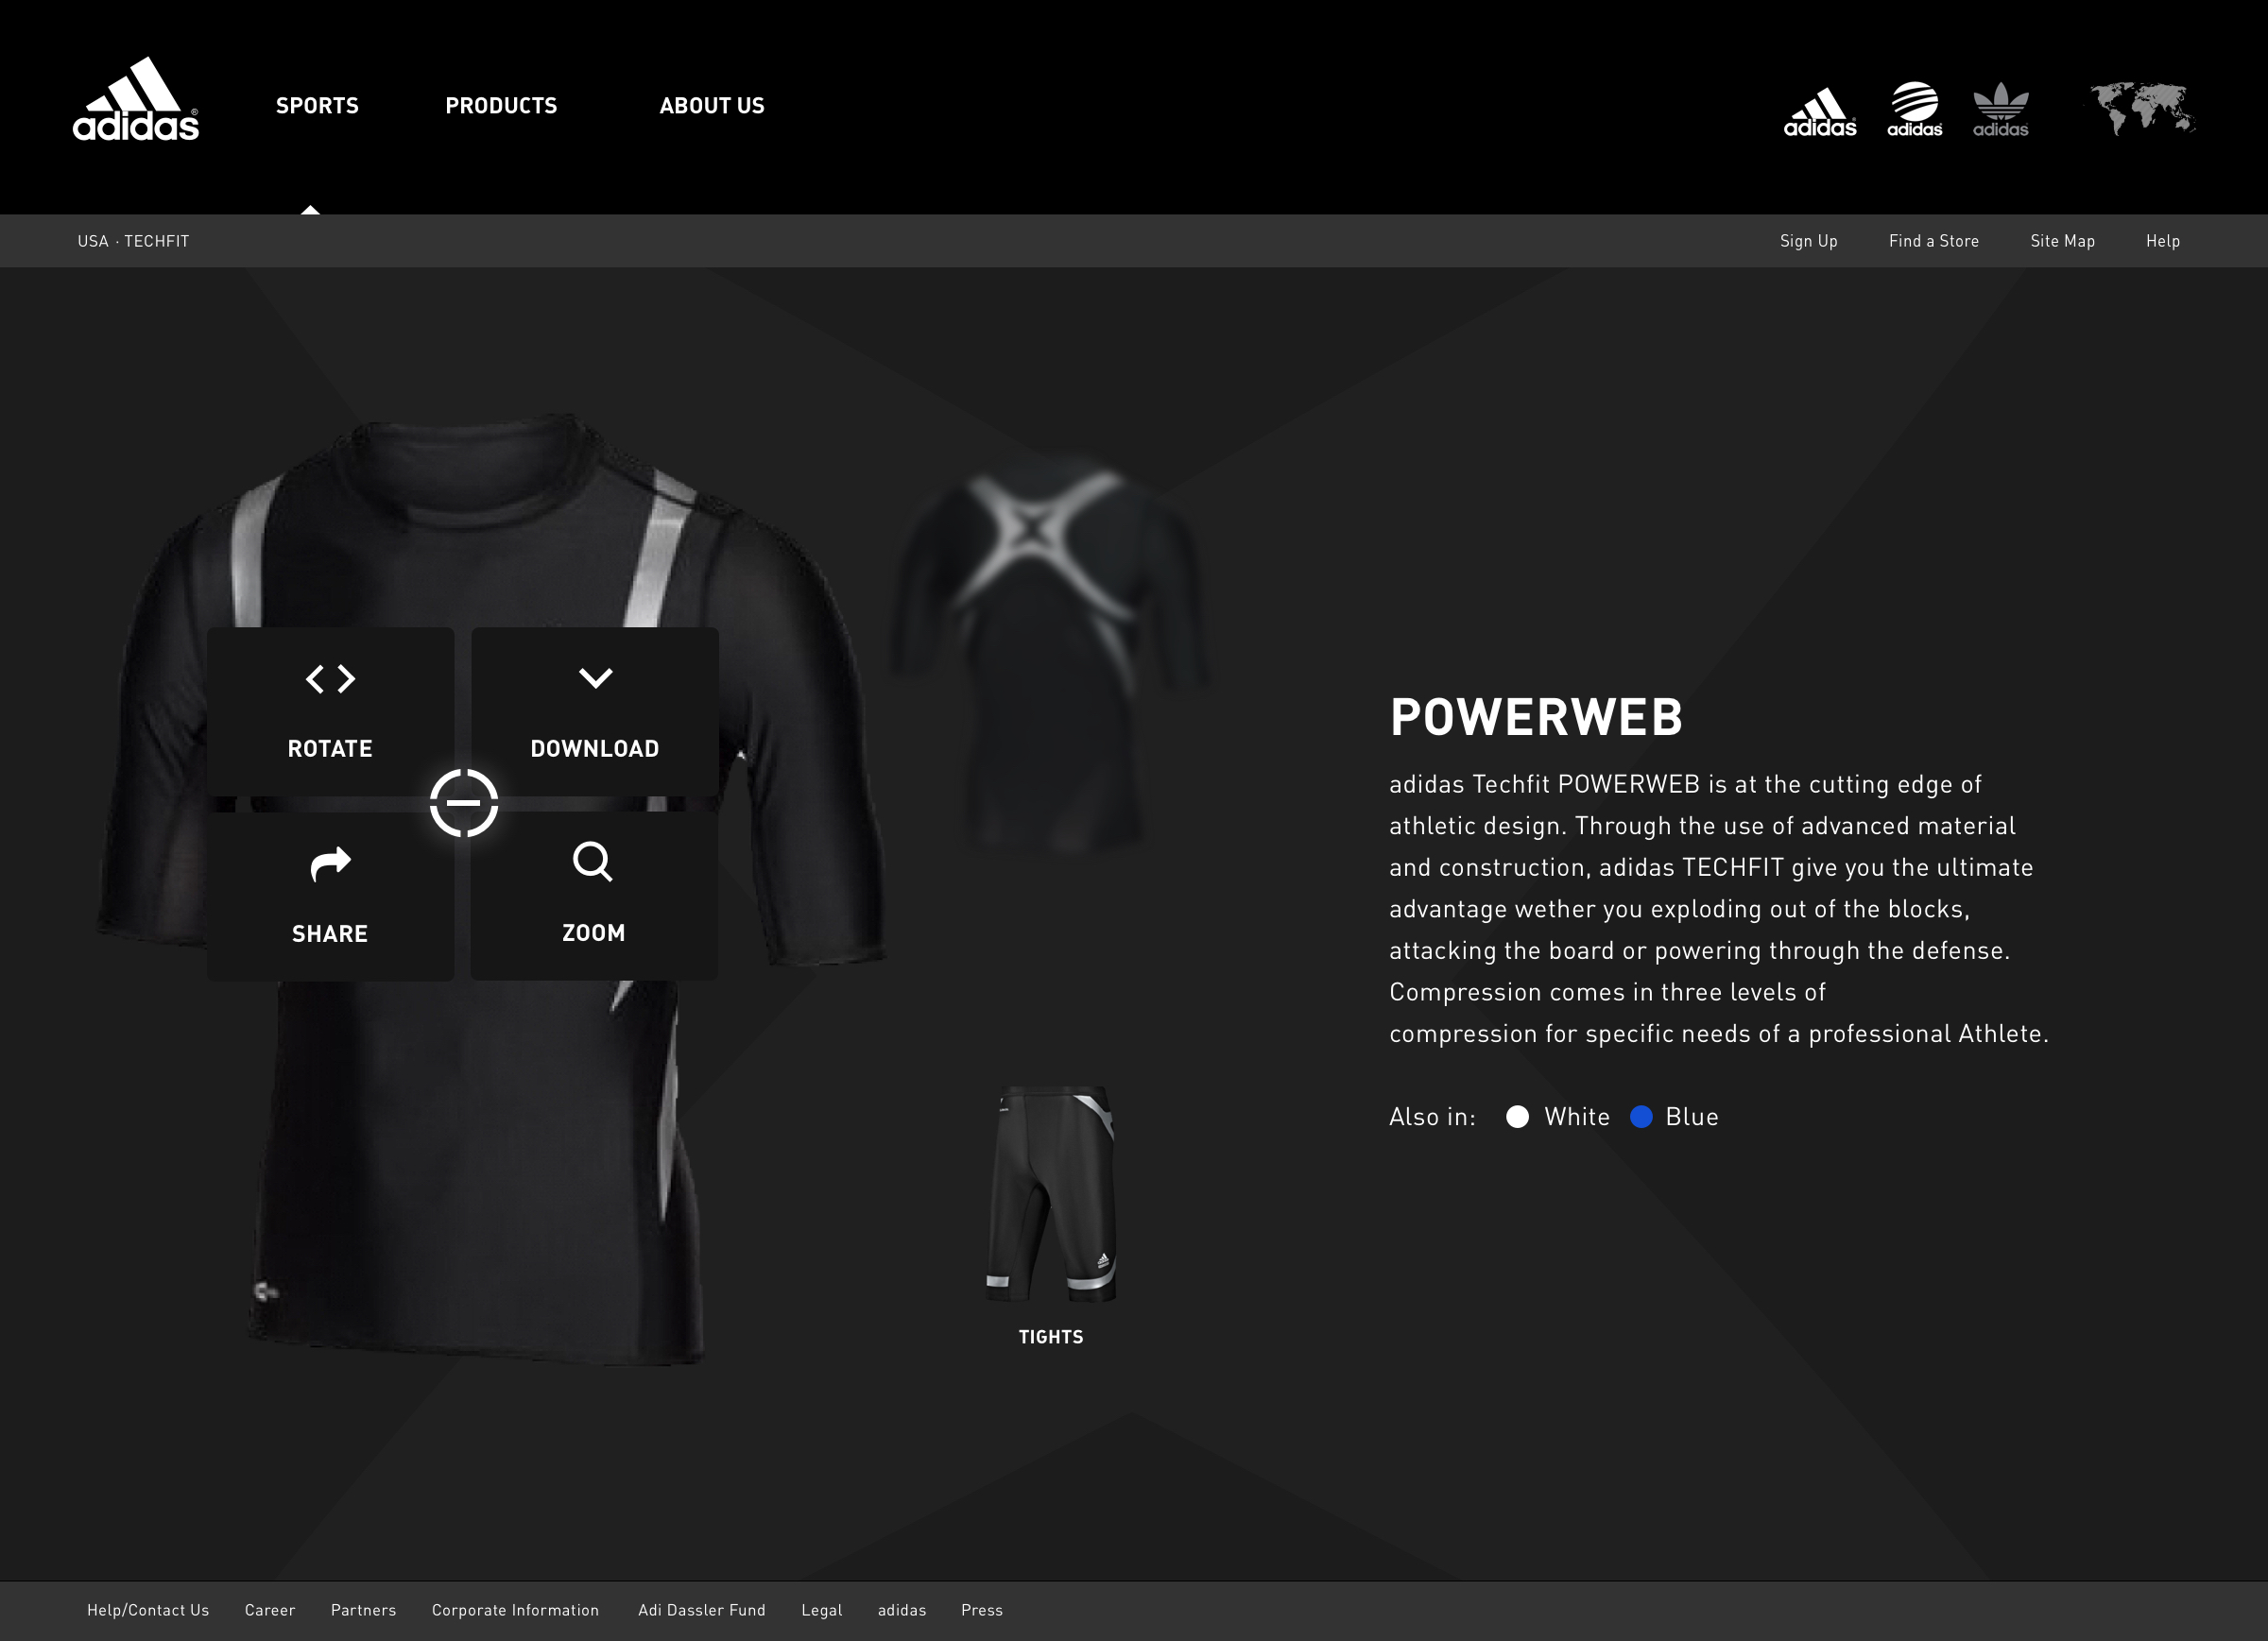 adidas
SPORTS
PRODUCTS
ABOUT US
adidas
adidas
adidas
USA · TECHFIT
Sign Up
Find a Store
Site Map
Help
ROTATE
DOWNLOAD
SHARE
ZOOM
POWERWEB
adidas Techfit POWERWEB is at the cutting edge of
athletic design. Through the use of advanced material
and construction, adidas TECHFIT give you the ultimate
advantage wether you exploding out of the blocks,
attacking the board or powering through the defense.
Compression comes in three levels of
compression for specific needs of a professional Athlete.
Also in: White Blue
TIGHTS
Help/Contact Us
Career
Partners
Corporate Information
Adi Dassler Fund
Legal
adidas
Press